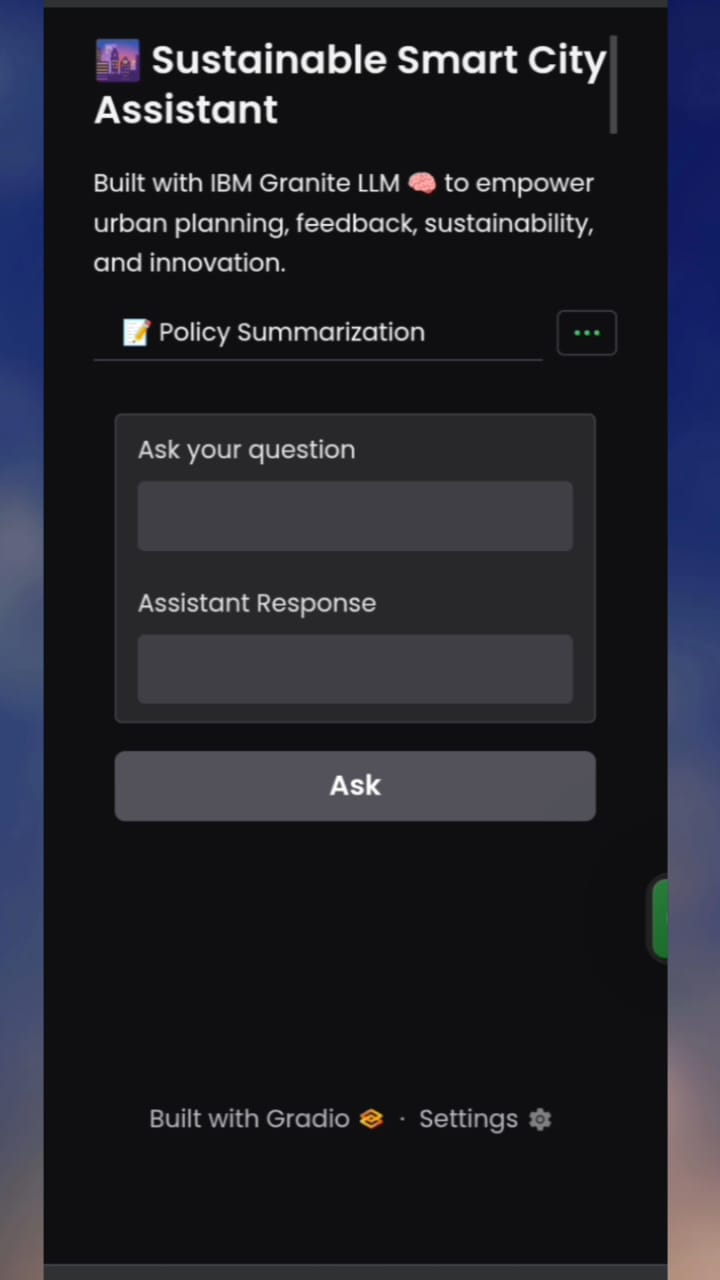 🌆 Sustainable Smart City
Assistant
Built with IBM Granite LLM 🧠 to empower
urban planning, feedback, sustainability,
and innovation.
📝 Policy Summarization
Ask your question
Assistant Response
Ask
Built with Gradio · Settings